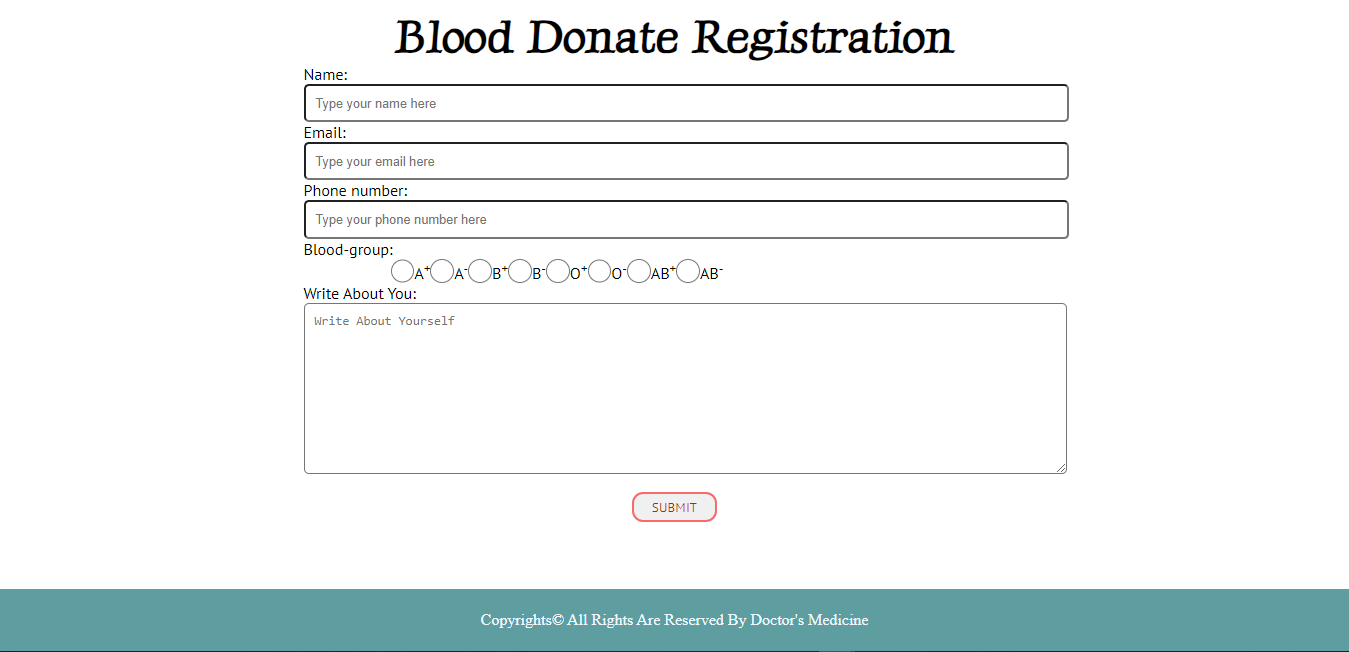 Blood Donate Registration
Name:
Type your name here
Email:
Type your email here
Phone number:
Type your phone number here
Blood-group:
A+ A- B+ B- O+ O- AB+ AB-
Write About You:
Write About Yourself
SUBMIT
Copyrights© All Rights Are Reserved By Doctor's Medicine